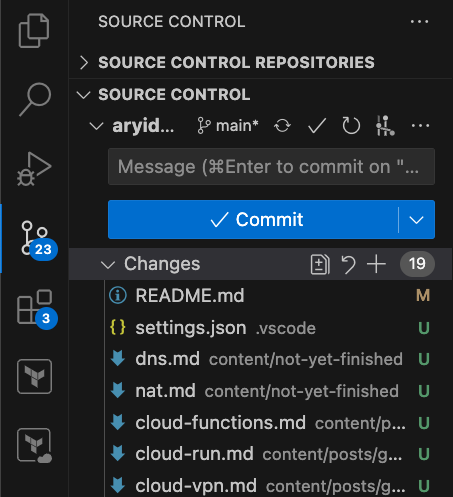 SOURCE CONTROL ...
SOURCE CONTROL REPOSITORIES
SOURCE CONTROL
aryid... main* ...
Message (⌘Enter to commit on "...
Commit
23
Changes 19
README.md M
3
{} settings.json .vscode U
dns.md content/not-yet-finished U
nat.md content/not-yet-finished U
cloud-functions.md content/p... U
cloud-run.md content/posts/g... U
cloud-vpn.md content/posts/g... U